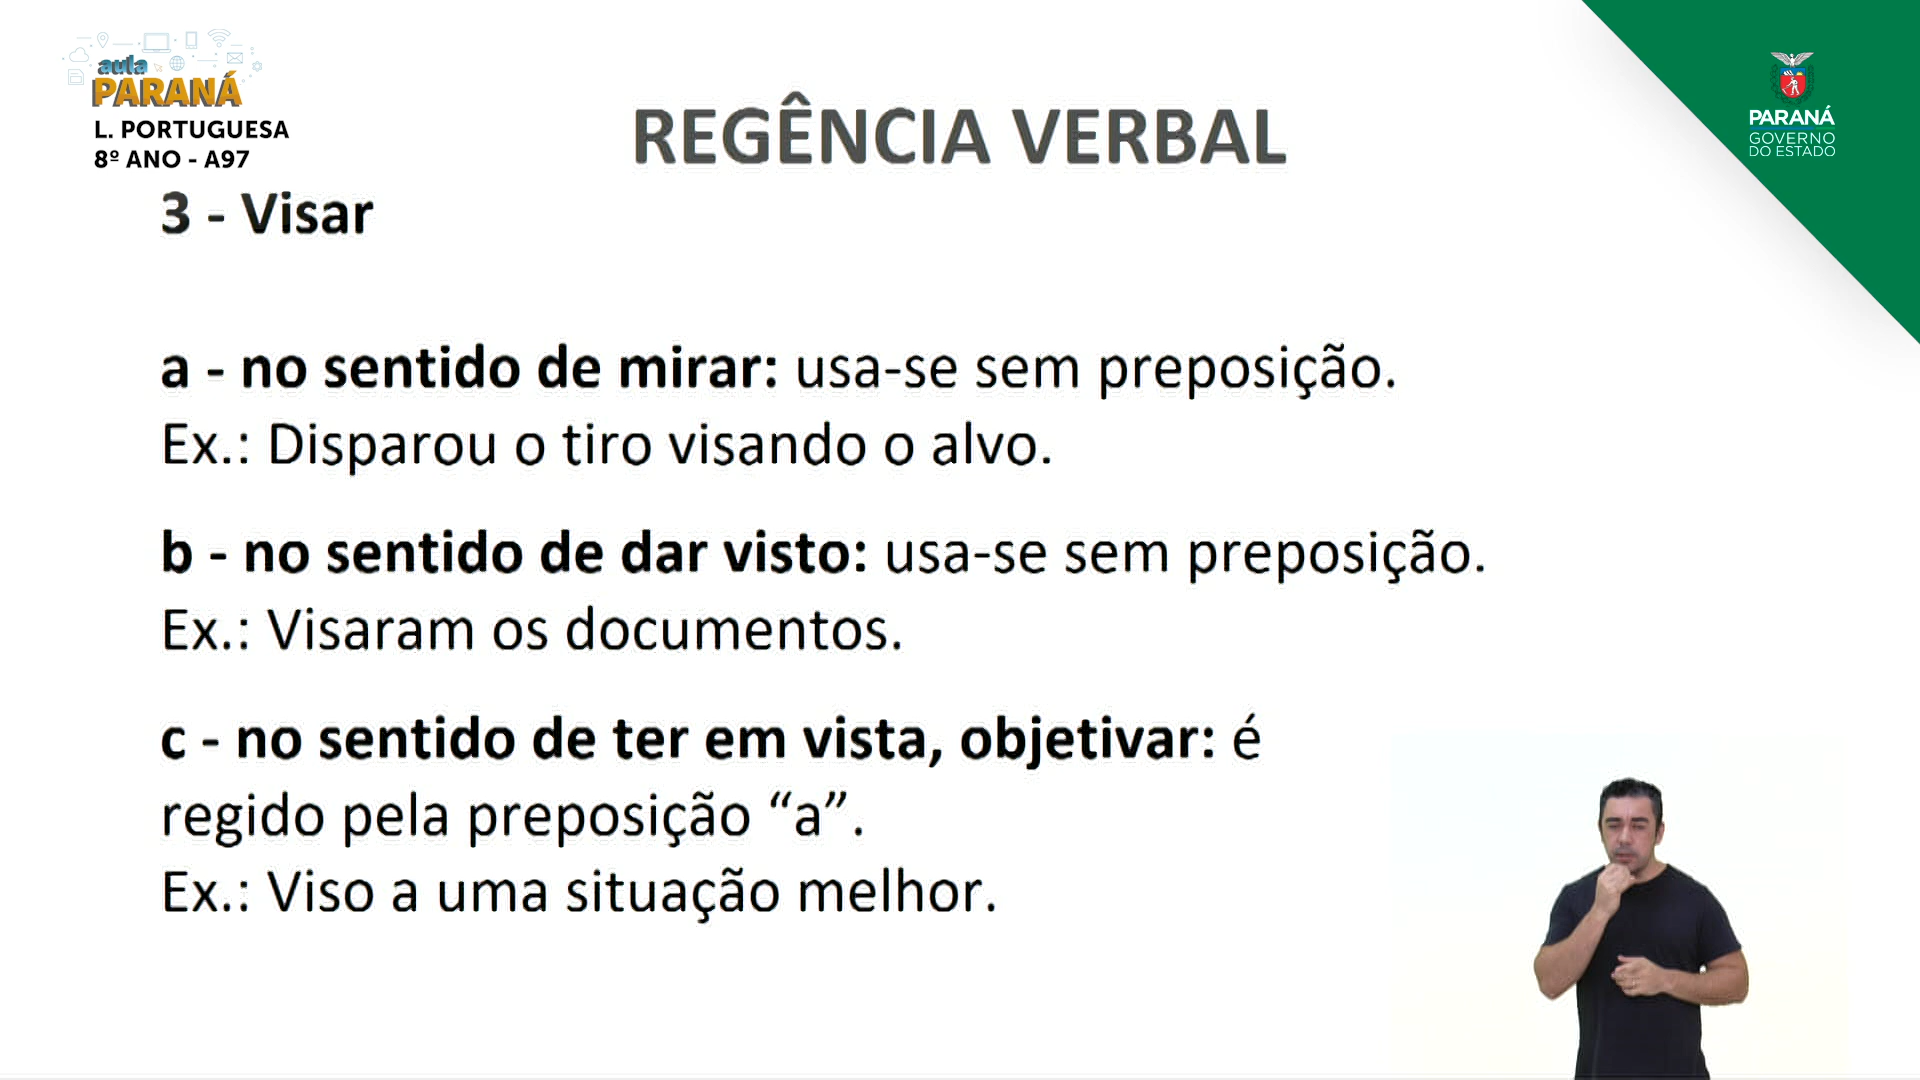 aula
PARANÁ
L. PORTUGUESA
8º ANO - A97
PARANÁ
GOVERNO
DO ESTADO
REGÊNCIA VERBAL
3 - Visar
a - no sentido de mirar: usa-se sem preposição.
Ex.: Disparou o tiro visando o alvo.
b - no sentido de dar visto: usa-se sem preposição.
Ex.: Visaram os documentos.
c - no sentido de ter em vista, objetivar: é
regido pela preposição “a”.
Ex.: Viso a uma situação melhor.